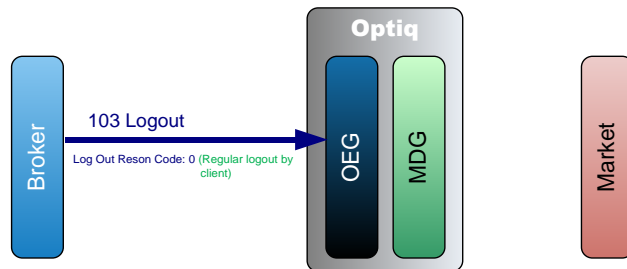 Optiq
Broker
103 Logout
Log Out Reson Code: 0 (Regular logout by
client)
OEG
MDG
Market